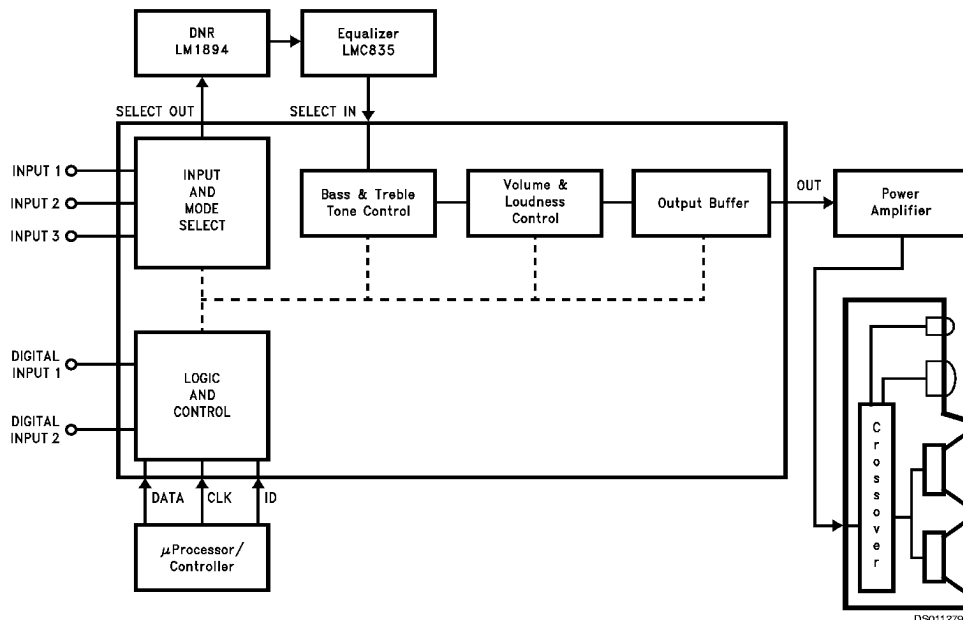 DNR
LM1894
Equalizer
LMC835
SELECT OUT
SELECT IN
INPUT 1
INPUT 2
INPUT 3
INPUT
AND
MODE
SELECT
Bass & Treble
Tone Control
Volume &
Loudness
Control
Output Buffer
OUT
Power
Amplifier
DIGITAL
INPUT 1
DIGITAL
INPUT 2
LOGIC
AND
CONTROL
DATA
CLK
ID
μProcessor/
Controller
Crossover
DS011279